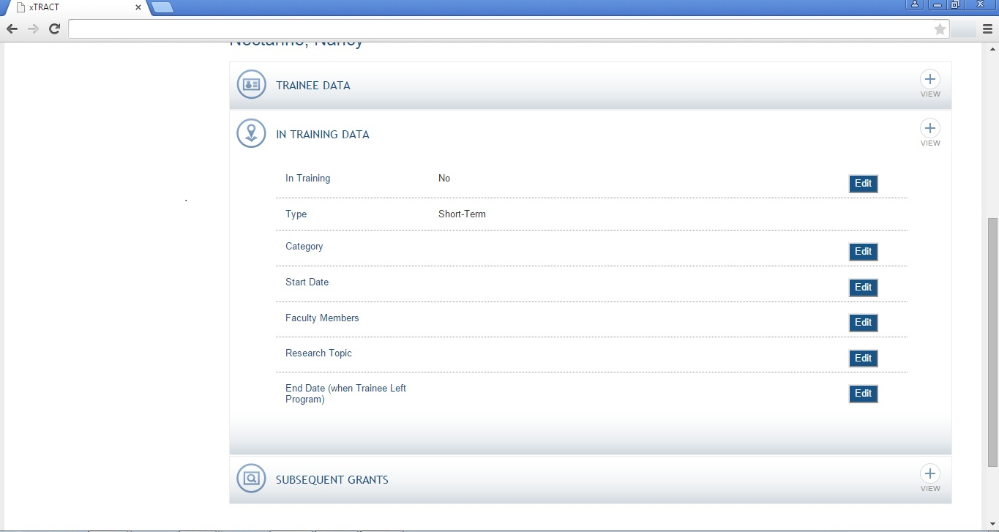 xTRACT
TRAINEE DATA
VIEW
IN TRAINING DATA
VIEW
In Training No Edit
Type Short-Term
Category Edit
Start Date Edit
Faculty Members Edit
Research Topic Edit
End Date (when Trainee Left
Program) Edit
SUBSEQUENT GRANTS
VIEW